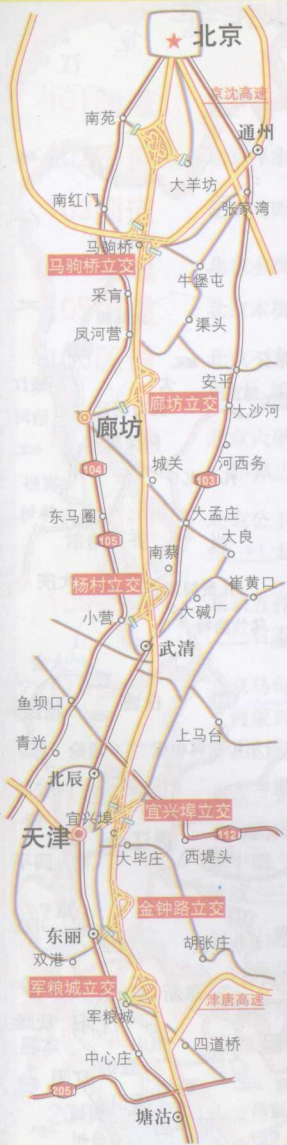 北京
京沈高速
南苑
通州
大羊坊
南红门
张家湾
马驹桥
马驹桥立交
牛堡屯
采育
渠头
凤河营
安平
廊坊立交
大沙河
廊坊
河西务
城关
104
103
东马圈
大孟庄
105
太良
南蔡
杨村立交
崔黄口
大碱厂
小营
武清
鱼坝口
上马台
青光
北辰
宜兴埠立交
宜兴埠
天津
112
大毕庄
西堤头
金钟路立交
东丽
胡张庄
双港
军粮城立交
津唐高速
军粮城
四道桥
中心庄
205
塘沽